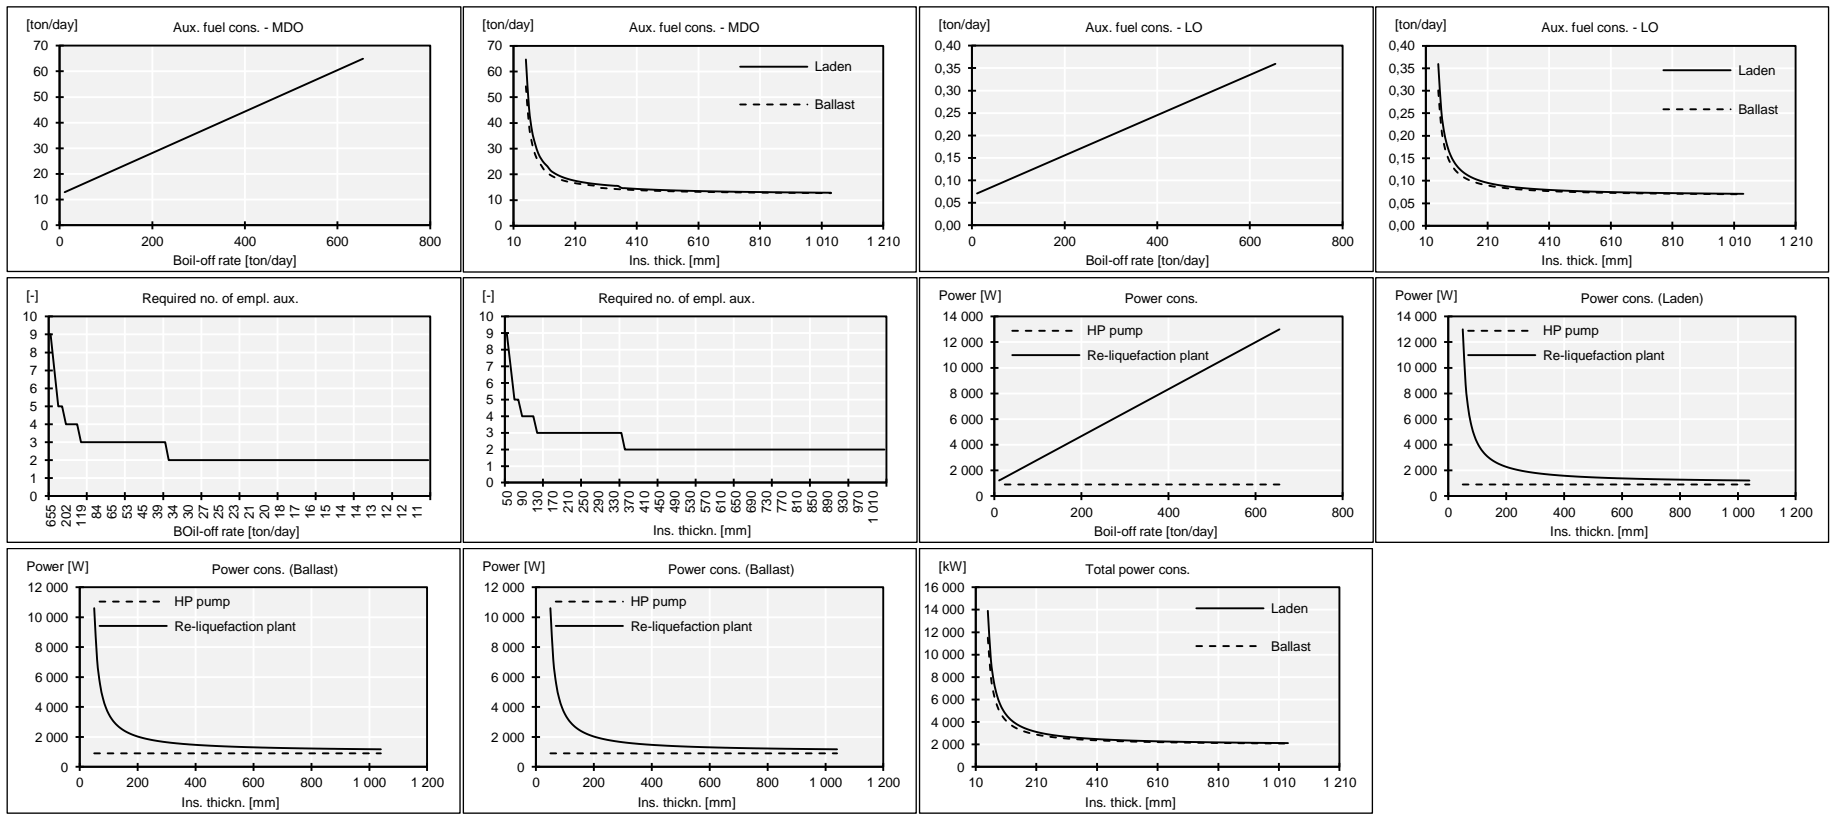 [ton/day]
Aux. fuel cons. - MDO
70
60
50
40
30
20
10
0
0 200 400 600 800
Boil-off rate [ton/day]
[ton/day]
Aux. fuel cons. - MDO
70
60
50
40
30
20
10
0
Laden
Ballast
10 210 410 610 810 1 010 1 210
Ins. thick. [mm]
[ton/day]
Aux. fuel cons. - LO
0,40
0,35
0,30
0,25
0,20
0,15
0,10
0,05
0,00
0 200 400 600 800
Boil-off rate [ton/day]
[ton/day]
Aux. fuel cons. - LO
0,40
0,35
0,30
0,25
0,20
0,15
0,10
0,05
0,00
Laden
Ballast
10 210 410 610 810 1 010 1 210
Ins. thick. [mm]
[-]
Required no. of empl. aux.
10
9
8
7
6
5
4
3
2
1
0
655 202 119 84 65 53 45 39 34 30 27 25 23 21 20 18 17 16 15 14 14 13 12 12 11
BOil-off rate [ton/day]
[-]
Required no. of empl. aux.
10
9
8
7
6
5
4
3
2
1
0
50 90 130 170 210 250 290 330 370 410 450 490 530 570 610 650 690 730 770 810 850 890 930 970 1 010
Ins. thickn. [mm]
Power [W]
Power cons.
14 000
12 000
10 000
8 000
6 000
4 000
2 000
0
HP pump
Re-liquefaction plant
0 200 400 600 800
Boil-off rate [ton/day]
Power [W]
Power cons. (Laden)
14 000
12 000
10 000
8 000
6 000
4 000
2 000
0
HP pump
Re-liquefaction plant
0 200 400 600 800 1 000 1 200
Ins. thickn. [mm]
Power [W]
Power cons. (Ballast)
12 000
10 000
8 000
6 000
4 000
2 000
0
HP pump
Re-liquefaction plant
0 200 400 600 800 1 000 1 200
Ins. thickn. [mm]
Power [W]
Power cons. (Ballast)
12 000
10 000
8 000
6 000
4 000
2 000
0
HP pump
Re-liquefaction plant
0 200 400 600 800 1 000 1 200
Ins. thickn. [mm]
[kW]
Total power cons.
16 000
14 000
12 000
10 000
8 000
6 000
4 000
2 000
0
Laden
Ballast
10 210 410 610 810 1 010 1 210
Ins. thick. [mm]